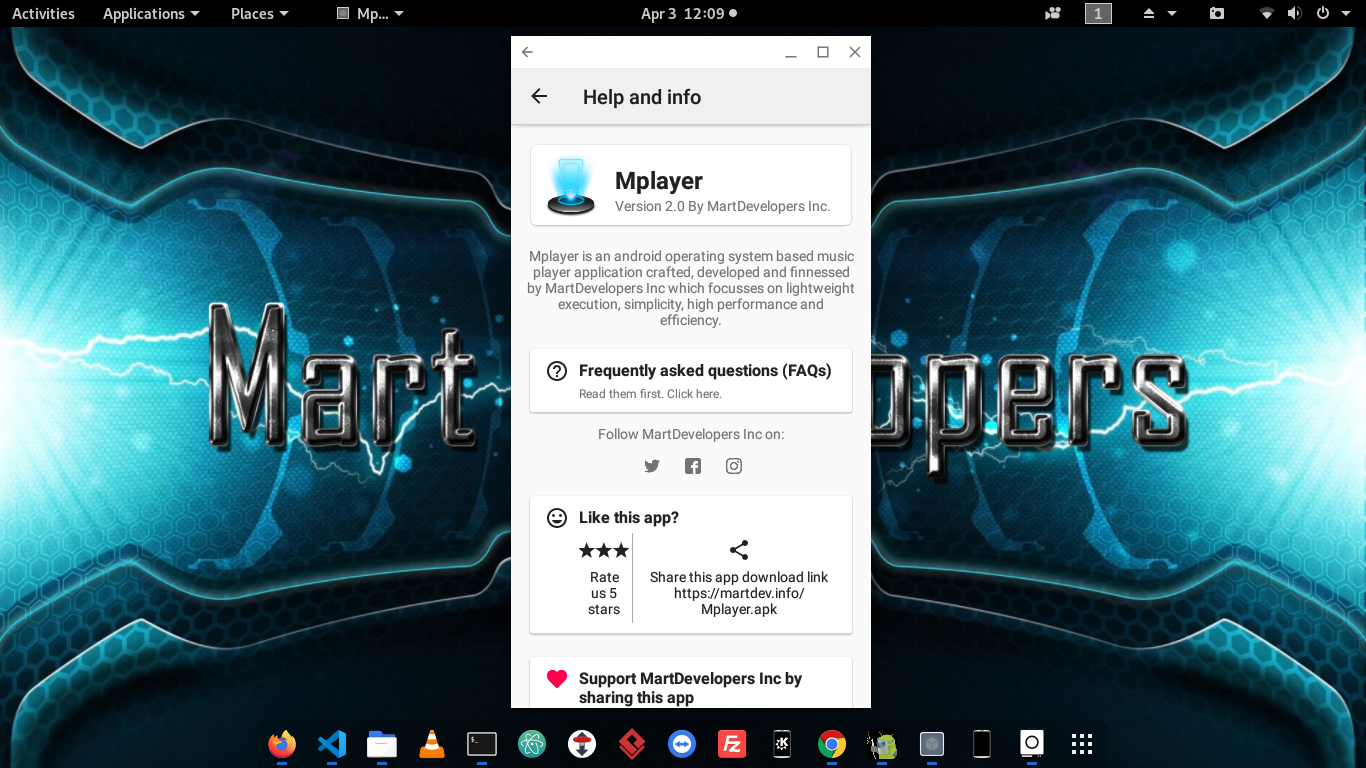 Activities Applications Places Mp... Apr 3 12:09 1
Help and info
Mplayer
Version 2.0 By MartDevelopers Inc.
Mplayer is an android operating system based music
player application crafted, developed and finnessed
by MartDevelopers Inc which focusses on lightweight
execution, simplicity, high performance and
efficiency.
Frequently asked questions (FAQs)
Read them first. Click here.
Follow MartDevelopers Inc on:
Like this app?
Rate
us 5
stars
Share this app download link
https://martdev.info/
Mplayer.apk
Support MartDevelopers Inc by
sharing this app
Mart opers